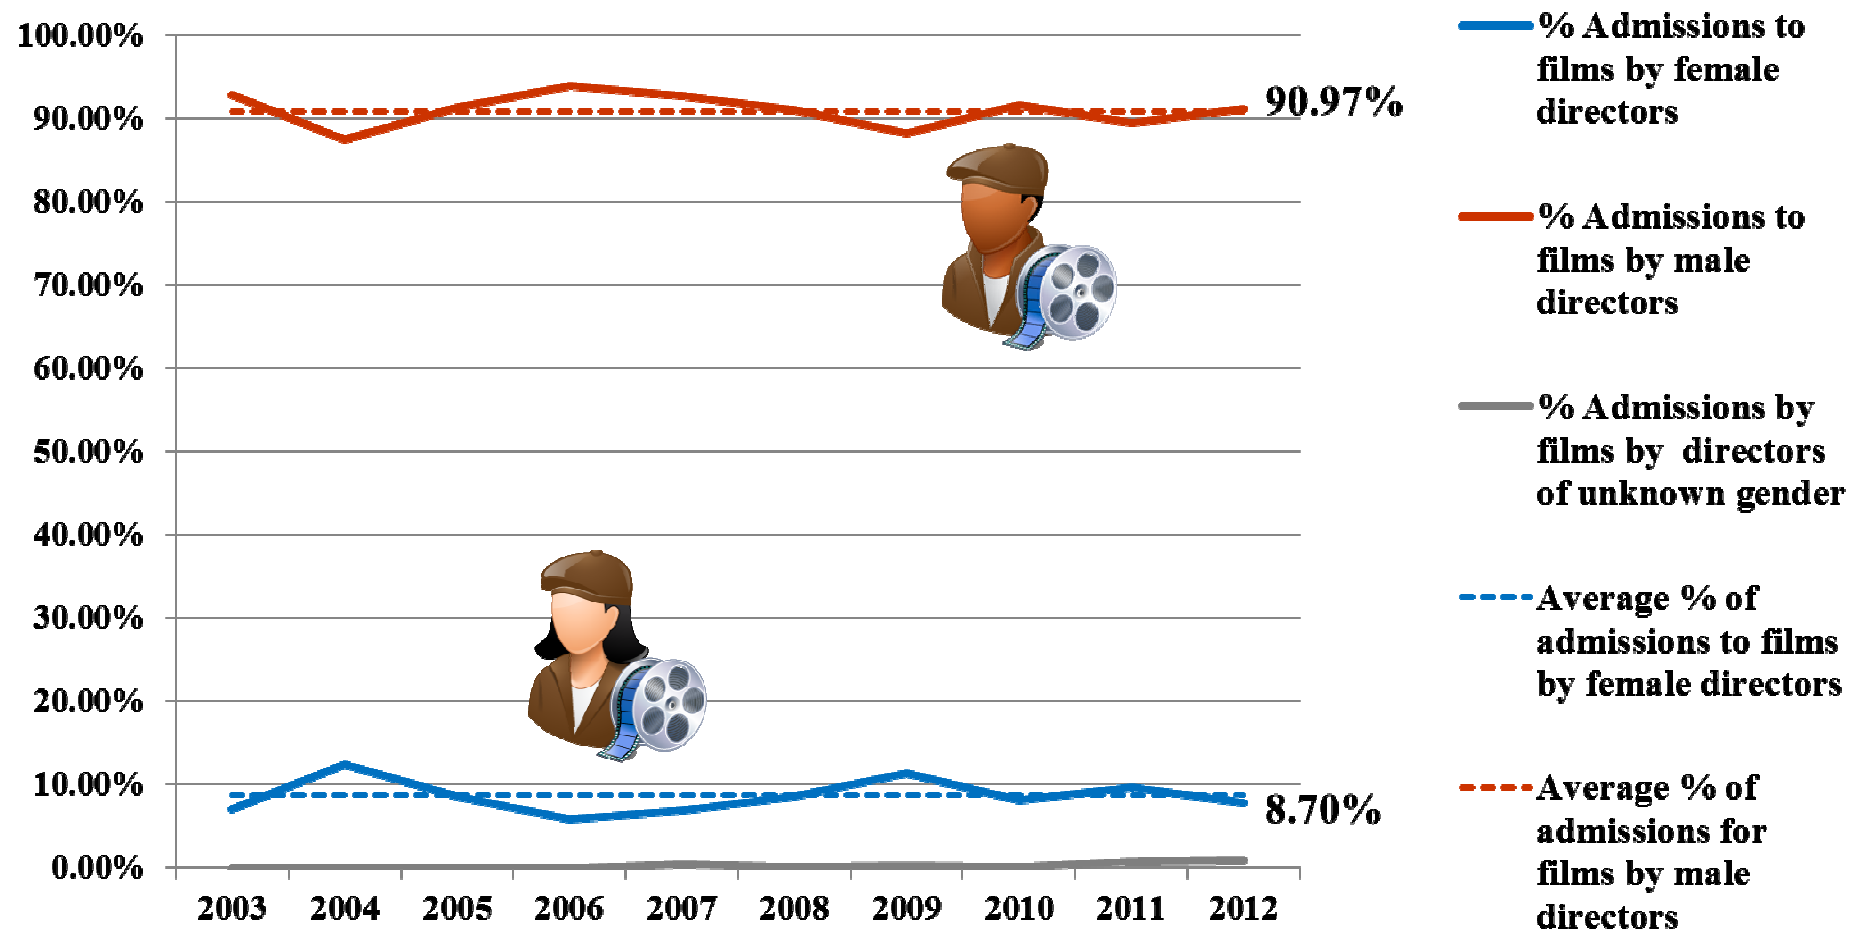 100.00%
90.00%
80.00%
70.00%
60.00%
50.00%
40.00%
30.00%
20.00%
10.00%
0.00%
2003 2004 2005 2006 2007 2008 2009 2010 2011 2012
90.97%
8.70%
% Admissions to
films by female
directors
% Admissions to
films by male
directors
% Admissions by
films by directors
of unknown gender
Average % of
admissions to films
by female directors
Average % of
admissions for
films by male
directors